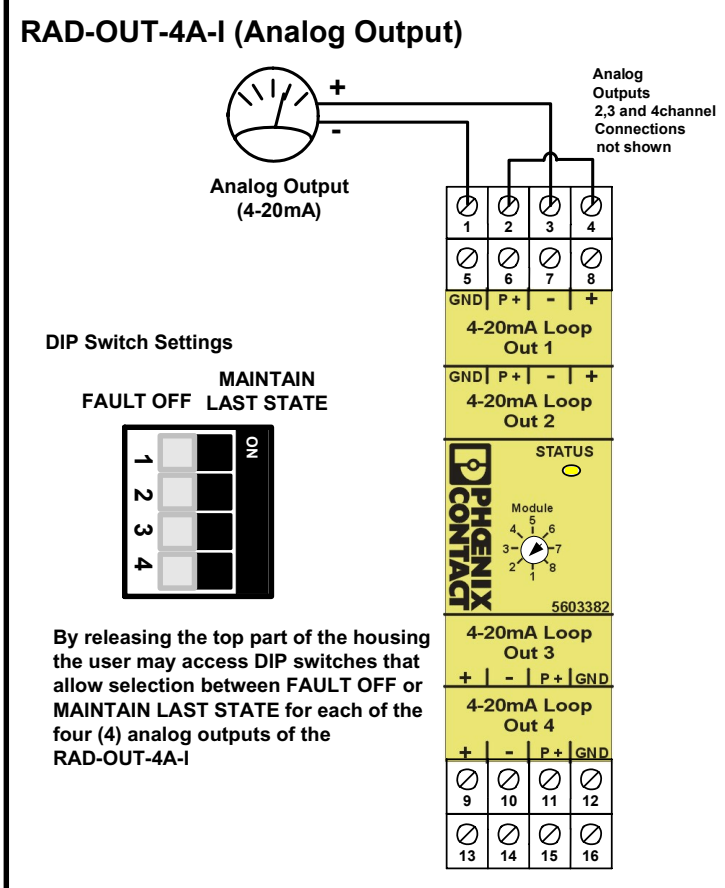 RAD-OUT-4A-I (Analog Output)
+
-
Analog Output
(4-20mA)
Analog
Outputs
2,3 and 4channel
Connections
not shown
1 2 3 4
5 6 7 8
GND P + - +
4-20mA Loop
Out 1
GND P + - +
4-20mA Loop
Out 2
STATUS
PHŒNIX
CONTACT
Module
5
4 6
3 7
2 8
1
5603382
4-20mA Loop
Out 3
+ - P + GND
4-20mA Loop
Out 4
+ - P + GND
9 10 11 12
13 14 15 16
DIP Switch Settings
FAULT OFF
MAINTAIN
LAST STATE
ON
1
2
3
4
By releasing the top part of the housing
the user may access DIP switches that
allow selection between FAULT OFF or
MAINTAIN LAST STATE for each of the
four (4) analog outputs of the
RAD-OUT-4A-I